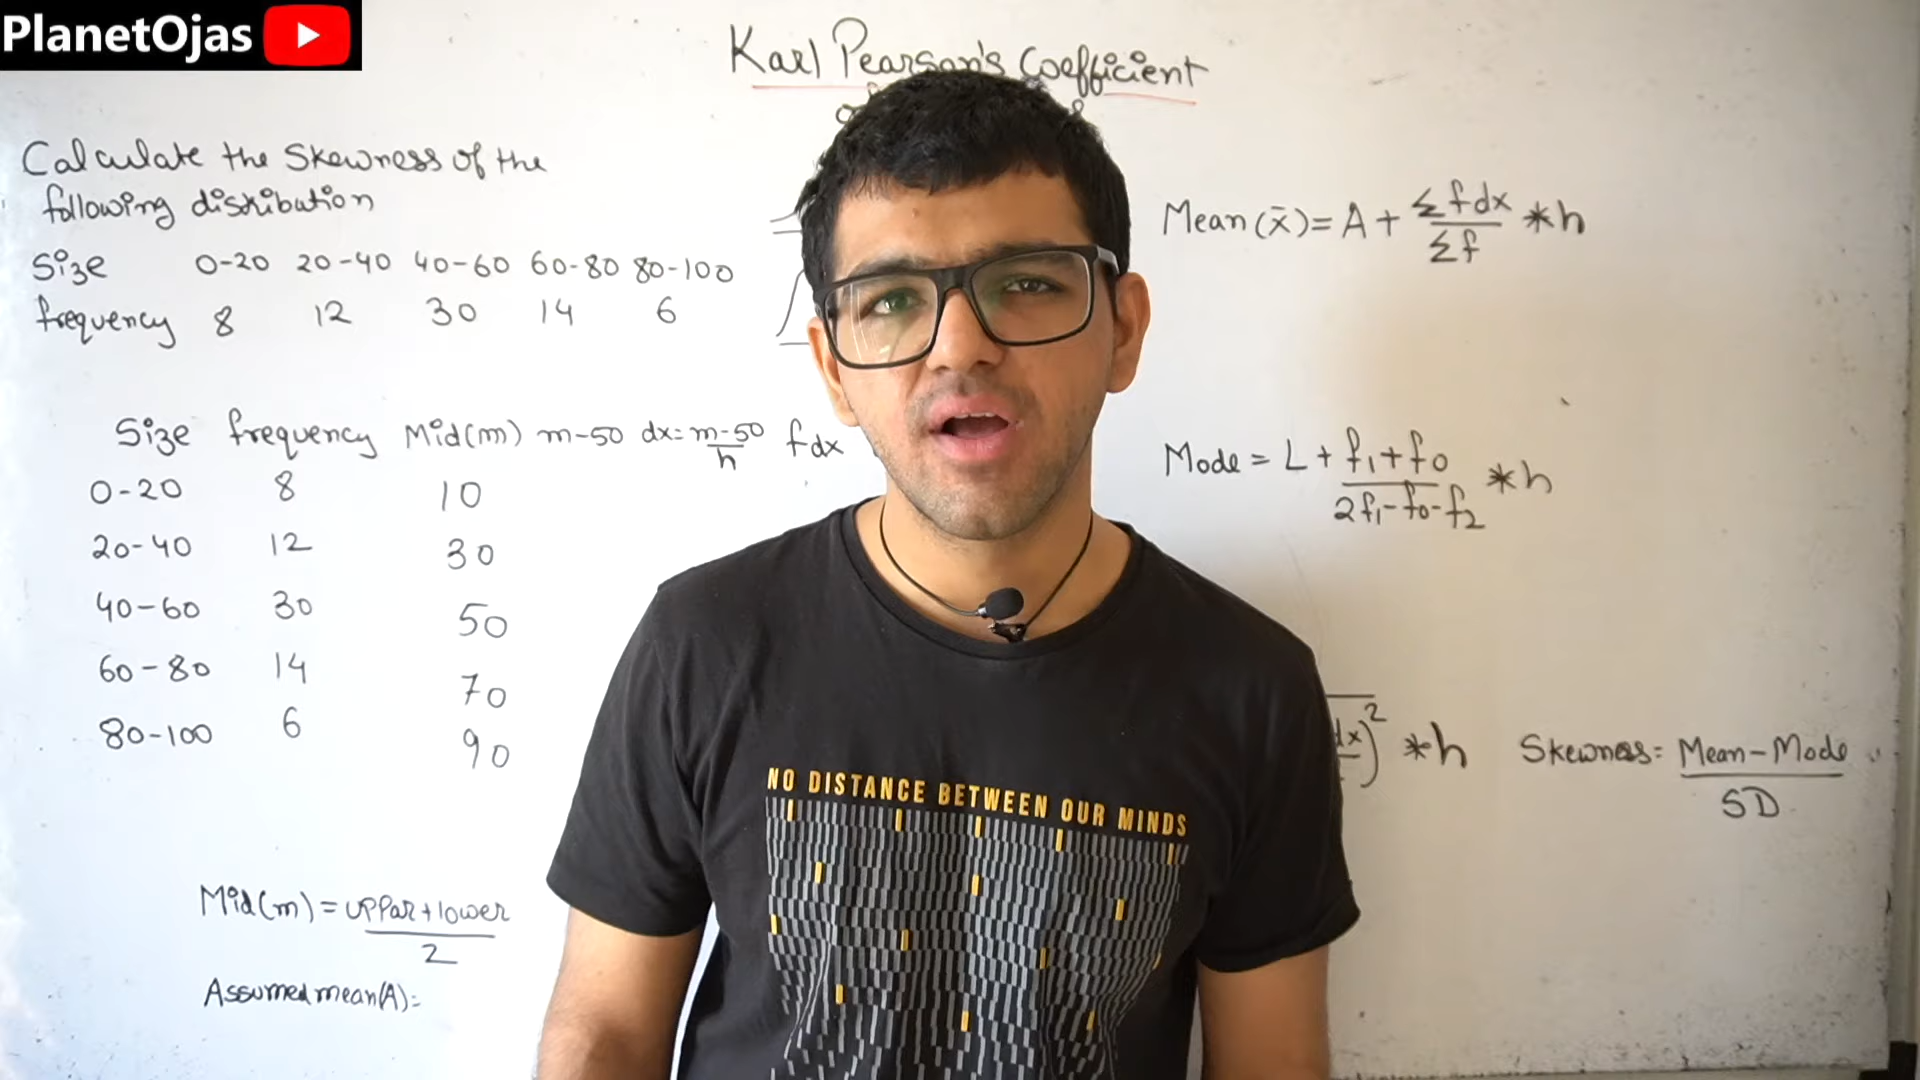 PlanetOjas
Karl Pearson's Coefficient
Calculate the Skewness of the
following distribution
Size 0-20 20-40 40-60 60-80 80-100
frequency 8 12 30 14 6
Mean (x̄) = A + Σfdx / Σf * h
Size frequency Mid(m) m-50 dx = m-50 / h fdx
0-20 8 10
20-40 12 30
40-60 30 50
60-80 14 70
80-100 6 90
Mode = L + f₁+f₀ / 2f₁-f₀-f₂ * h
dx)² * h
Skewness = Mean-Mode / SD
Mid(m) = uppar+lower / 2
Assumed mean(A) =
NO DISTANCE BETWEEN OUR MINDS